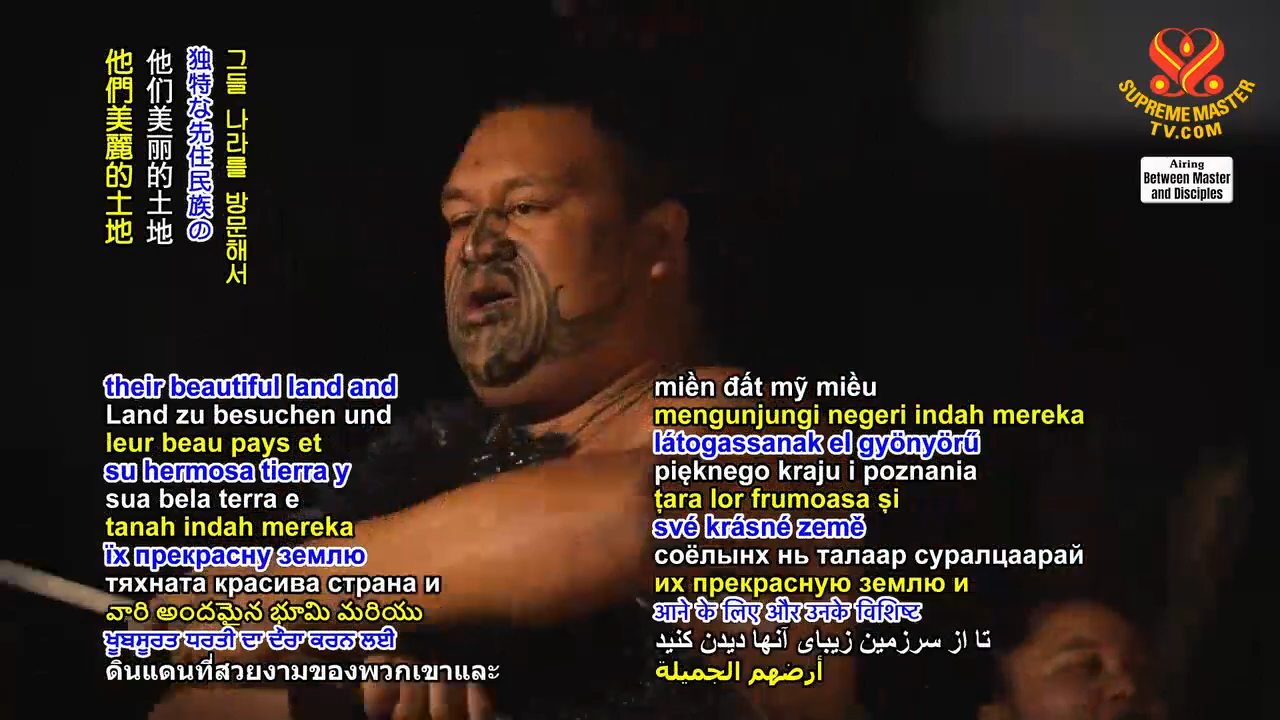 他們美麗的土地
他们美丽的土地
独特な先住民族の
그들 나라를 방문해서
SUPREME MASTER
TV.COM
Airing
Between Master
and Disciples
their beautiful land and
Land zu besuchen und
leur beau pays et
su hermosa tierra y
sua bela terra e
tanah indah mereka
їх прекрасну землю
тяхната красива страна и
వారి అందమైన భూమి మరియు
ਖੂਬਸੂਰਤ ਧਰਤੀ ਦਾ ਦੌਰਾ ਕਰਨ ਲਈ
ดินแดนที่สวยงามของพวกเขาและ
miền đất mỹ miều
mengunjungi negeri indah mereka
látogassanak el gyönyörű
pięknego kraju i poznania
țara lor frumoasa și
své krásné země
соёлынх нь талаар суралцаарай
их прекрасную землю и
आने के लिए और उनके विशिष्ट
تا از سرزمین زیبای آنها دیدن کنید
أرضهم الجميلة